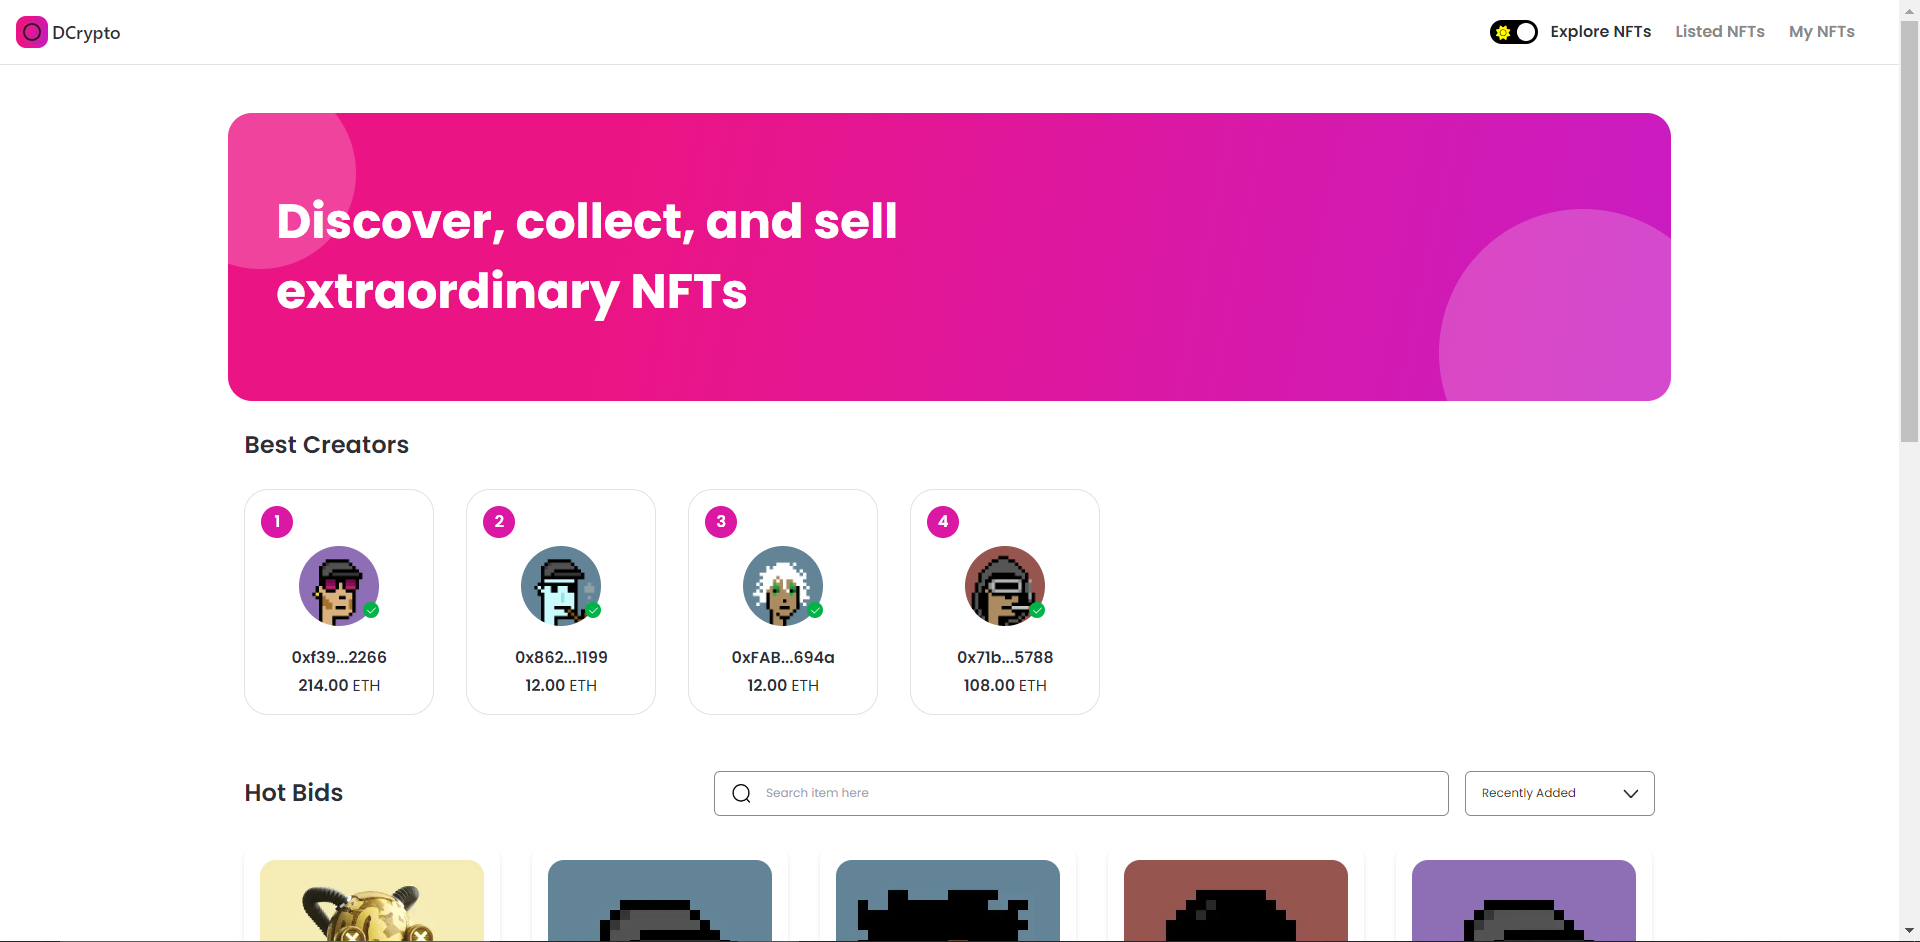 DCrypto
Explore NFTs
Listed NFTs
My NFTs
Discover, collect, and sell
extraordinary NFTs
Best Creators
1
0xf39...2266
214.00 ETH
2
0x862...1199
12.00 ETH
3
0xFAB...694a
12.00 ETH
4
0x71b...5788
108.00 ETH
Hot Bids
Search item here
Recently Added